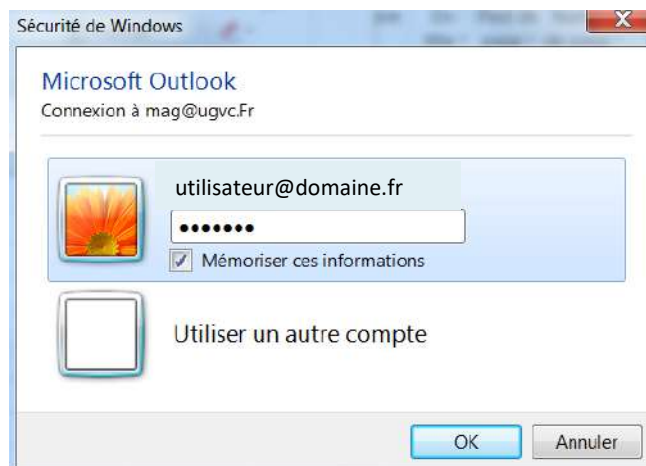 Sécurité de Windows
Microsoft Outlook
Connexion à mag@ugvc.Fr
utilisateur@domaine.fr
•••••••
Mémoriser ces informations
Utiliser un autre compte
OK
Annuler